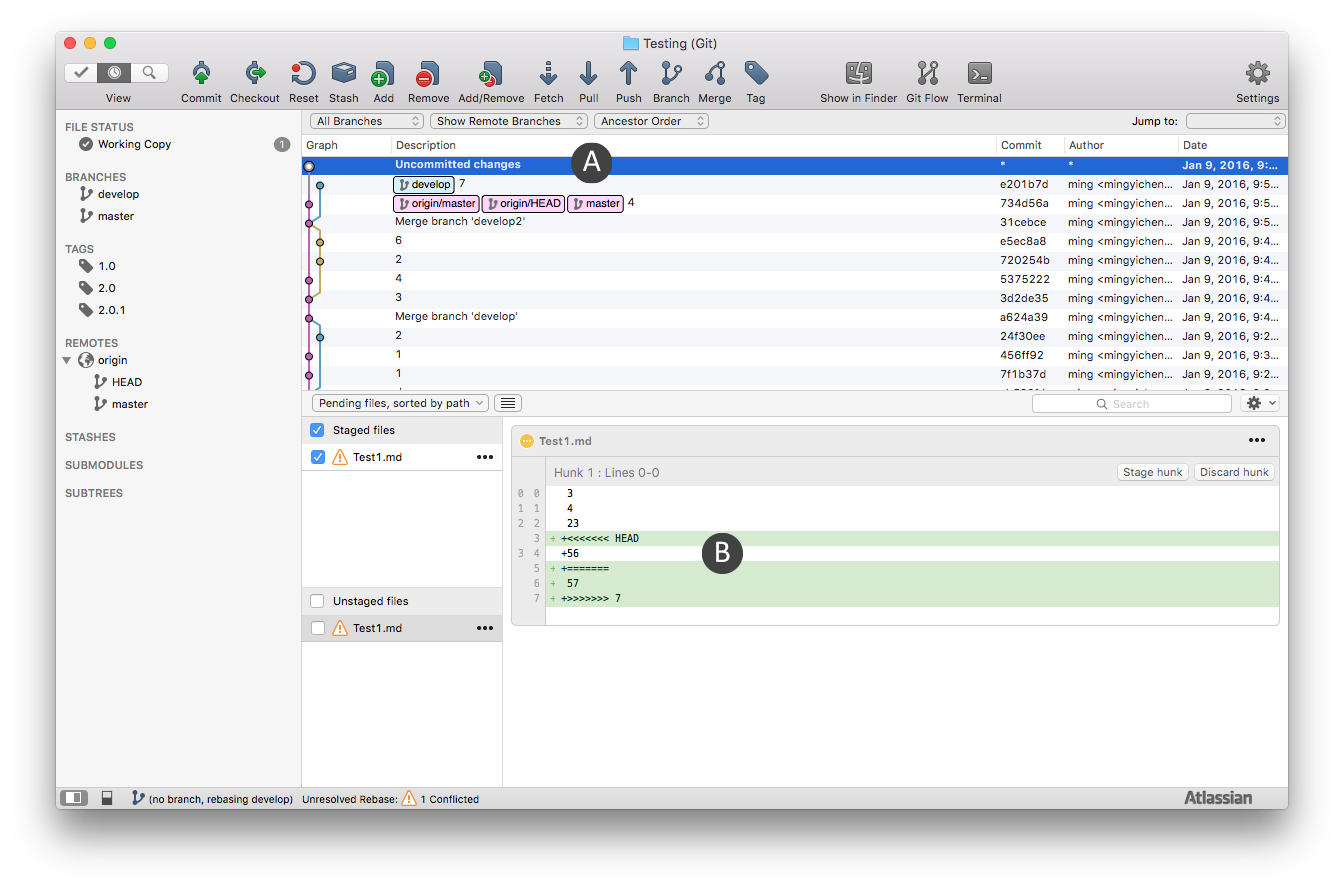 Testing (Git)
View Commit Checkout Reset Stash Add Remove Add/Remove Fetch Pull Push Branch Merge Tag Show in Finder Git Flow Terminal Settings
FILE STATUS
Working Copy 1
BRANCHES
develop
master
TAGS
1.0
2.0
2.0.1
REMOTES
origin
HEAD
master
STASHES
SUBMODULES
SUBTREES
All Branches Show Remote Branches Ancestor Order Jump to:
Graph Description Commit Author Date
Uncommitted changes * * Jan 9, 2016, 9:...
A
develop 7 e201b7d ming <mingyichen... Jan 9, 2016, 9:5...
origin/master origin/HEAD master 4 734d56a ming <mingyichen... Jan 9, 2016, 9:5...
Merge branch 'develop2' 31cebce ming <mingyichen... Jan 9, 2016, 9:5...
6 e5ec8a8 ming <mingyichen... Jan 9, 2016, 9:4...
2 720254b ming <mingyichen... Jan 9, 2016, 9:4...
4 5375222 ming <mingyichen... Jan 9, 2016, 9:4...
3 3d2de35 ming <mingyichen... Jan 9, 2016, 9:4...
Merge branch 'develop' a624a39 ming <mingyichen... Jan 9, 2016, 9:4...
2 24f30ee ming <mingyichen... Jan 9, 2016, 9:2...
1 456ff92 ming <mingyichen... Jan 9, 2016, 9:3...
1 7f1b37d ming <mingyichen... Jan 9, 2016, 9:2...
Pending files, sorted by path Search
Staged files
Test1.md •••
Unstaged files
Test1.md •••
Test1.md •••
Hunk 1 : Lines 0-0 Stage hunk Discard hunk
0 0 3
1 1 4
2 2 23
3 + +<<<<<<< HEAD
3 4 +56
B
5 + +=======
6 + 57
7 + +>>>>>>> 7
(no branch, rebasing develop) Unresolved Rebase: 1 Conflicted Atlassian